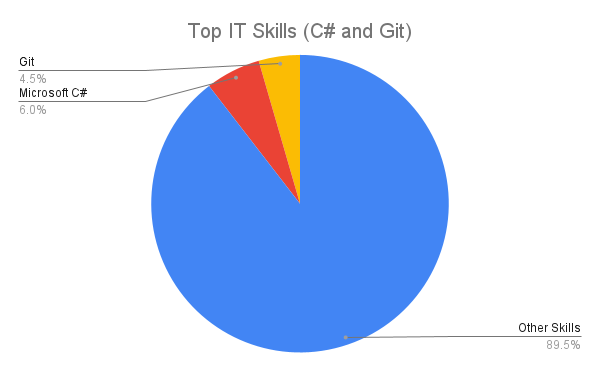 Top IT Skills (C# and Git)
Git
4.5%
Microsoft C#
6.0%
Other Skills
89.5%